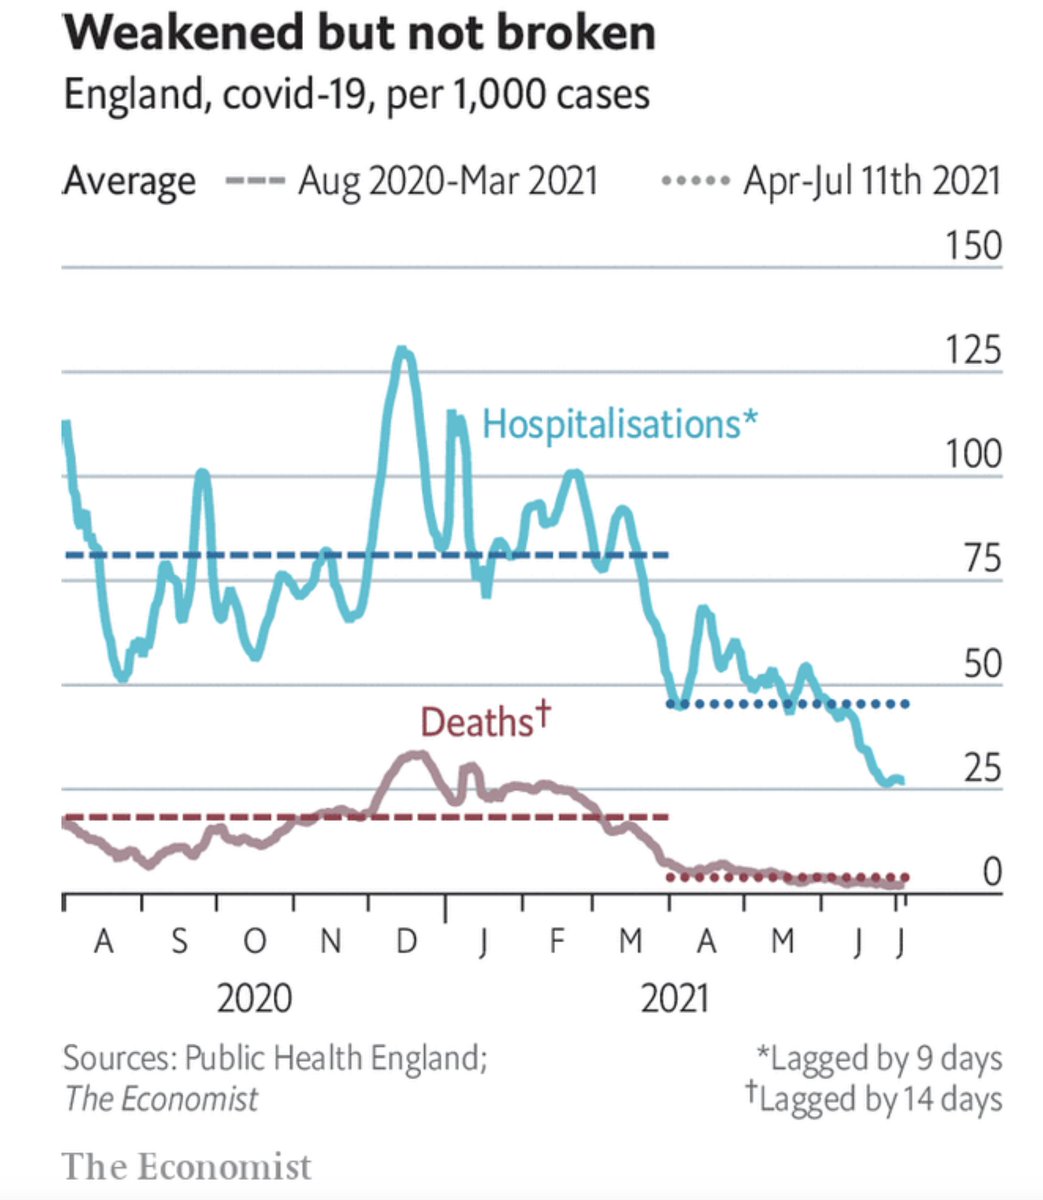 Weakened but not broken
England, covid-19, per 1,000 cases
Average Aug 2020-Mar 2021 Apr-Jul 11th 2021
150
125
Hospitalisations*
100
75
50
Deaths†
25
0
A S O N D J F M A M J J
2020 2021
Sources: Public Health England;
The Economist
*Lagged by 9 days
†Lagged by 14 days
The Economist